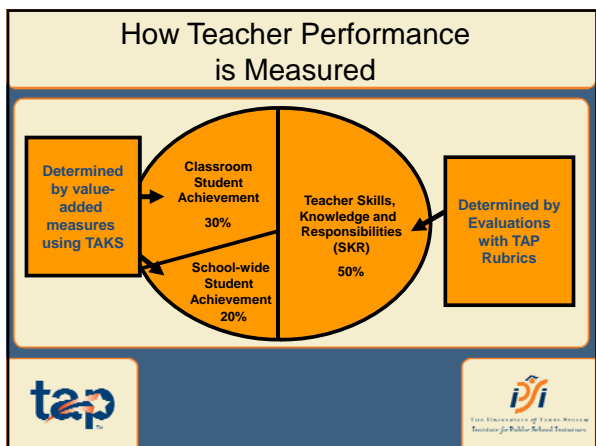 How Teacher Performance
is Measured
Determined
by value-
added
measures
using TAKS
Classroom
Student
Achievement
30%
School-wide
Student
Achievement
20%
Teacher Skills,
Knowledge and
Responsibilities
(SKR)
50%
Determined by
Evaluations
with TAP
Rubrics
tap
TM
ipsi
THE UNIVERSITY OF TEXAS SYSTEM
Institute for Public School Initiatives